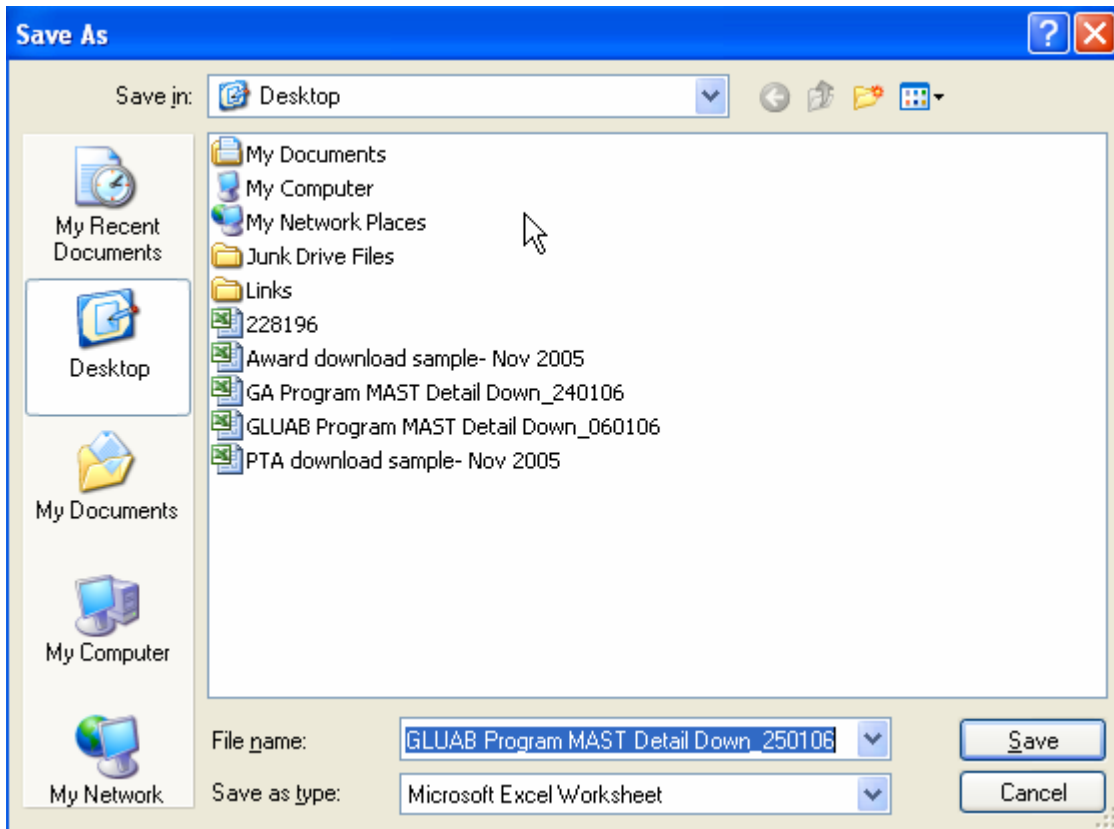 Save As
Save in: Desktop
My Recent
Documents
Desktop
My Documents
My Computer
My Network
My Documents
My Computer
My Network Places
Junk Drive Files
Links
228196
Award download sample- Nov 2005
GA Program MAST Detail Down_240106
GLUAB Program MAST Detail Down_060106
PTA download sample- Nov 2005
File name: GLUAB Program MAST Detail Down_250106 Save
Save as type: Microsoft Excel Worksheet Cancel